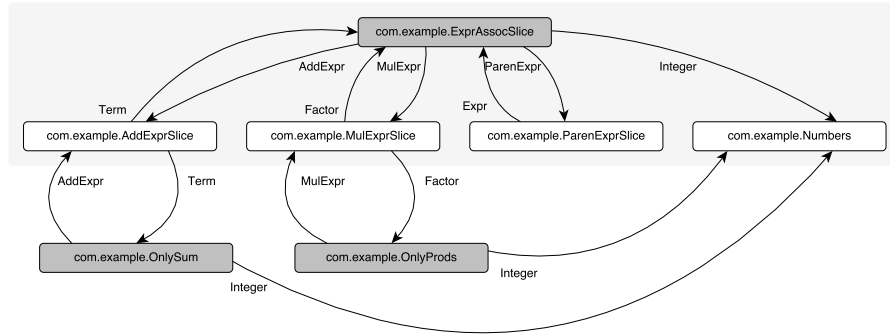 com.example.ExprAssocSlice
AddExpr
MulExpr
ParenExpr
Integer
Term
Factor
Expr
com.example.AddExprSlice
com.example.MulExprSlice
com.example.ParenExprSlice
com.example.Numbers
AddExpr
Term
MulExpr
Factor
com.example.OnlySum
com.example.OnlyProds
Integer
Integer